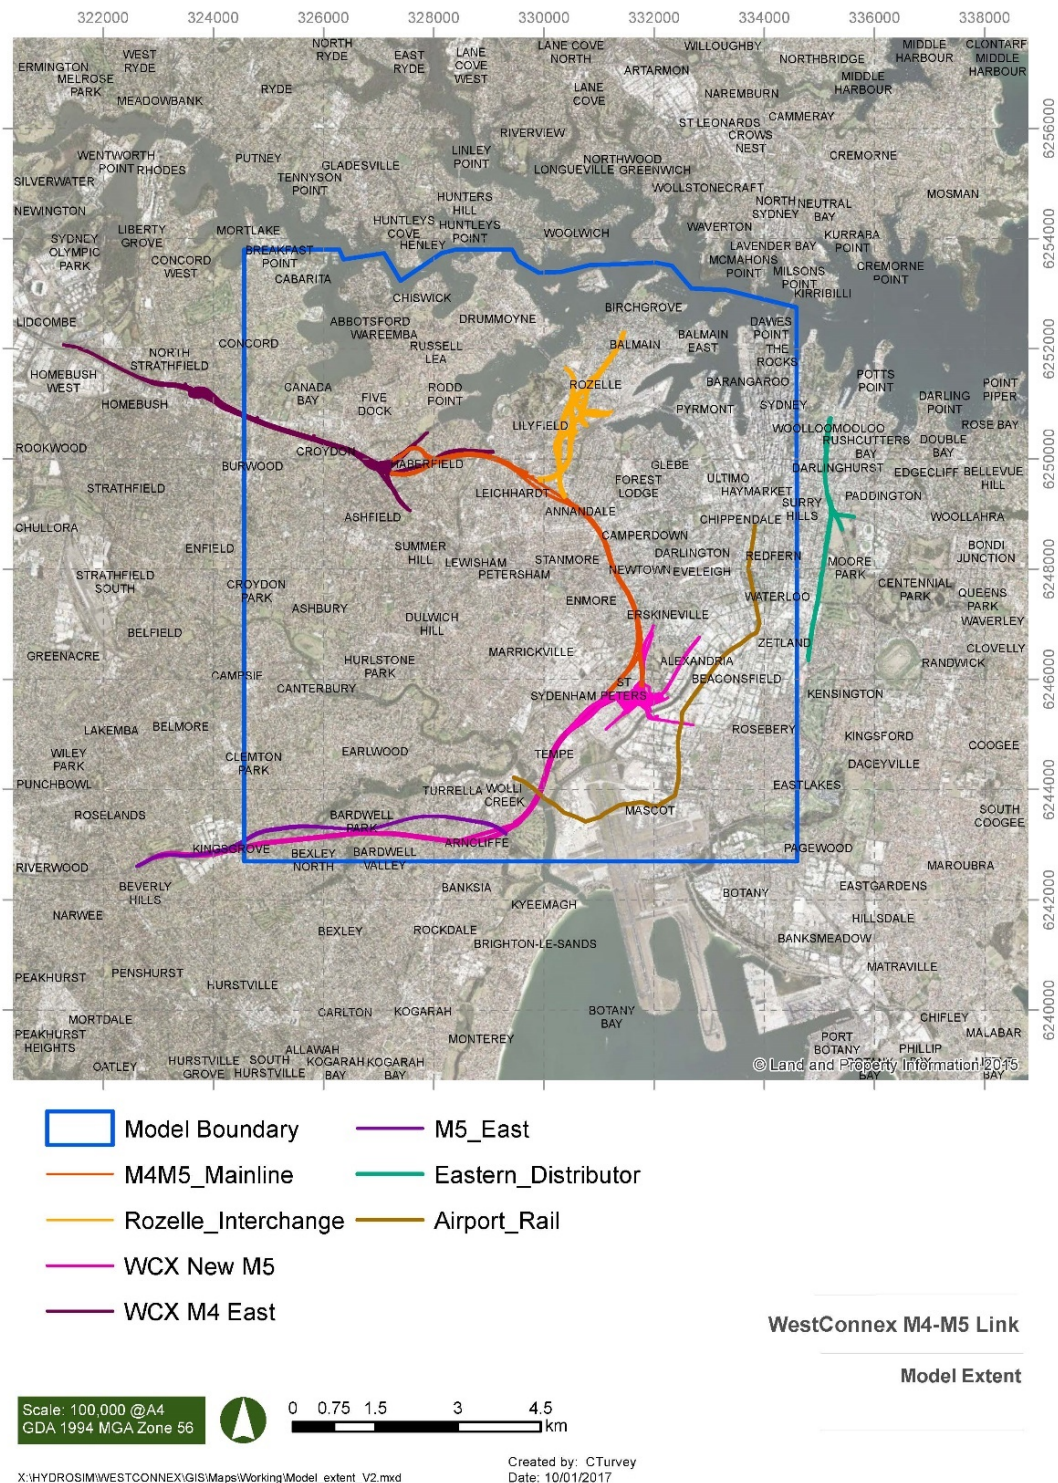 322000 324000 326000 328000 330000 332000 334000 336000 338000
6256000
6254000
6252000
6250000
6248000
6246000
6244000
6242000
6240000
ERMINGTON
MELROSE
PARK
WEST
RYDE
MEADOWBANK
NORTH
RYDE
RYDE
EAST
RYDE
LANE
COVE
WEST
LANE COVE
NORTH
LANE
COVE
WILLOUGHBY
ARTARMON
NAREMBURN
NORTHBRIDGE
MIDDLE
HARBOUR
CLONTARF
MIDDLE
HARBOUR
MIDDLE
HARBOUR
CAMMERAY
ST LEONARDS
CROWS
NEST
RIVERVIEW
LINLEY
POINT
NORTHWOOD
LONGUEVILLE GREENWICH
CREMORNE
WENTWORTH
POINT RHODES
SILVERWATER
NEWINGTON
PUTNEY
GLADESVILLE
TENNYSON
POINT
HUNTERS
HILL
HUNTLEYS
COVE
HENLEY
HUNTLEYS
POINT
WOOLWICH
WOLLSTONECRAFT
NORTH
SYDNEY
NEUTRAL
BAY
MOSMAN
WAVERTON
LAVENDER BAY
MCMAHONS
POINT
MILSONS
POINT
KIRRIBILLI
KURRABA
POINT
CREMORNE
POINT
SYDNEY
OLYMPIC
PARK
LIBERTY
GROVE
CONCORD
WEST
MORTLAKE
BREAKFAST
POINT
CABARITA
CHISWICK
ABBOTSFORD
WAREEMBA
RUSSELL
LEA
DRUMMOYNE
BIRCHGROVE
BALMAIN
BALMAIN
EAST
DAWES
POINT
THE
ROCKS
LIDCOMBE
HOMEBUSH
WEST
NORTH
STRATHFIELD
HOMEBUSH
CONCORD
CANADA
BAY
FIVE
DOCK
RODD
POINT
ROZELLE
LILYFIELD
BARANGAROO
PYRMONT
SYDNEY
POTTS
POINT
DARLING
POINT
POINT
PIPER
ROSE BAY
WOOLLOOMOOLOO
RUSHCUTTERS
BAY
DOUBLE
BAY
ROOKWOOD
BURWOOD
CROYDON
HABERFIELD
LEICHHARDT
ANNANDALE
GLEBE
FOREST
LODGE
ULTIMO
HAYMARKET
DARLINGHURST
SURRY
HILLS
EDGECLIFF
BELLEVUE
HILL
PADDINGTON
WOOLLAHRA
STRATHFIELD
ASHFIELD
CHIPPENDALE
CAMPERDOWN
CHULLORA
ENFIELD
SUMMER
HILL
LEWISHAM
PETERSHAM
STANMORE
DARLINGTON
REDFERN
NEWTOWN
EVELEIGH
MOORE
PARK
BONDI
JUNCTION
CENTENNIAL
PARK
QUEENS
PARK
WAVERLEY
STRATHFIELD
SOUTH
CROYDON
PARK
ASHBURY
DULWICH
HILL
ENMORE
ERSKINEVILLE
WATERLOO
ZETLAND
BELFIELD
GREENACRE
HURLSTONE
PARK
MARRICKVILLE
ALEXANDRIA
BEACONSFIELD
CLOVELLY
RANDWICK
CAMPSIE
CANTERBURY
ST
PETERS
SYDENHAM
KENSINGTON
LAKEMBA
BELMORE
WILEY
PARK
PUNCHBOWL
CLEMTON
PARK
EARLWOOD
TEMPE
ROSEBERY
KINGSFORD
DACEYVILLE
COOGEE
TURRELLA
WOLLI
CREEK
MASCOT
EASTLAKES
SOUTH
COOGEE
ROSELANDS
BARDWELL
PARK
ARNCLIFFE
KINGSGROVE
BEXLEY
NORTH
BARDWELL
VALLEY
PAGEWOOD
MAROUBRA
RIVERWOOD
BEVERLY
HILLS
NARWEE
BANKSIA
KYEEMAGH
BOTANY
EASTGARDENS
HILLSDALE
BEXLEY
ROCKDALE
BRIGHTON-LE-SANDS
BANKSMEADOW
MATRAVILLE
PEAKHURST
PENSHURST
HURSTVILLE
MORTDALE
PEAKHURST
HEIGHTS
OATLEY
CARLTON
KOGARAH
ALLAWAH
HURSTVILLE
GROVE
SOUTH
HURSTVILLE
KOGARAH
BAY
KOGARAH
BAY
MONTEREY
BOTANY
BAY
PORT
BOTANY
CHIFLEY
MALABAR
PHILLIP
BAY
© Land and Property Information 2015
Model Boundary
M4M5_Mainline
Rozelle_Interchange
WCX New M5
WCX M4 East
M5_East
Eastern_Distributor
Airport_Rail
WestConnex M4-M5 Link
Model Extent
Scale: 100,000 @A4
GDA 1994 MGA Zone 56
0 0.75 1.5 3 4.5
km
X:\HYDROSIM\WESTCONNEX\GIS\Maps\Working\Model_extent_V2.mxd
Created by: CTurvey
Date: 10/01/2017